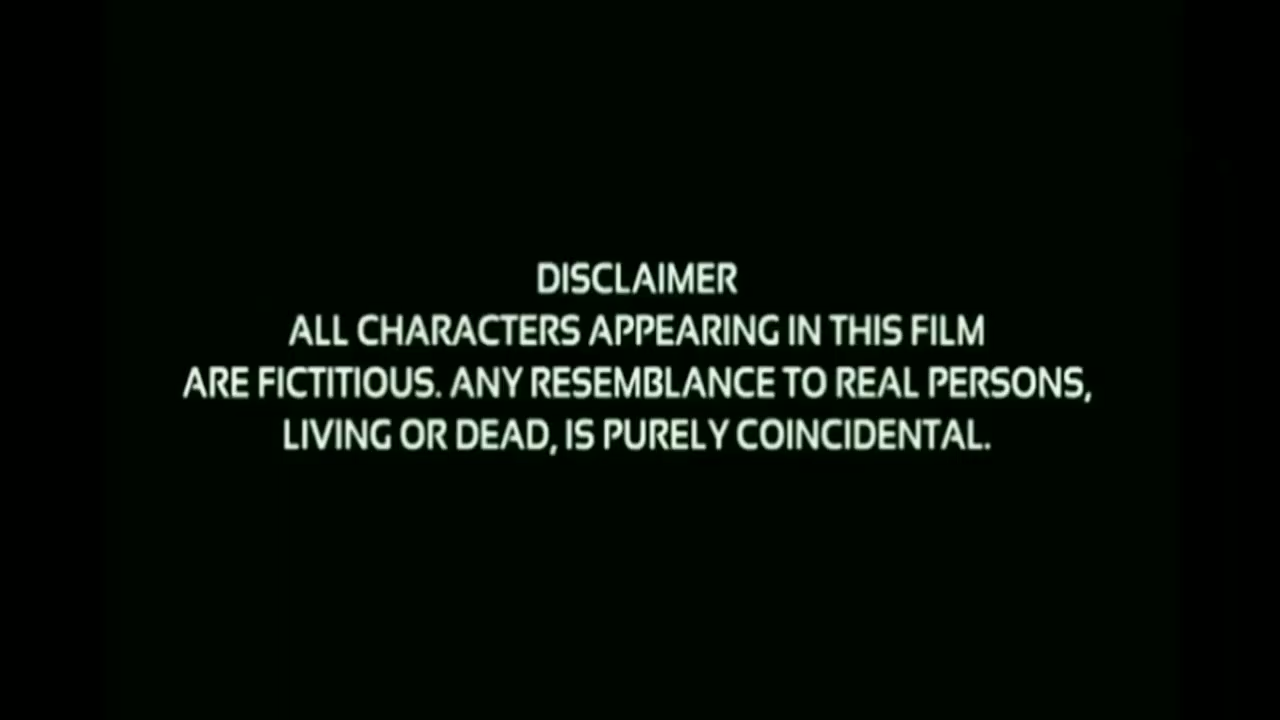 DISCLAIMER
ALL CHARACTERS APPEARING IN THIS FILM
ARE FICTITIOUS. ANY RESEMBLANCE TO REAL PERSONS,
LIVING OR DEAD, IS PURELY COINCIDENTAL.